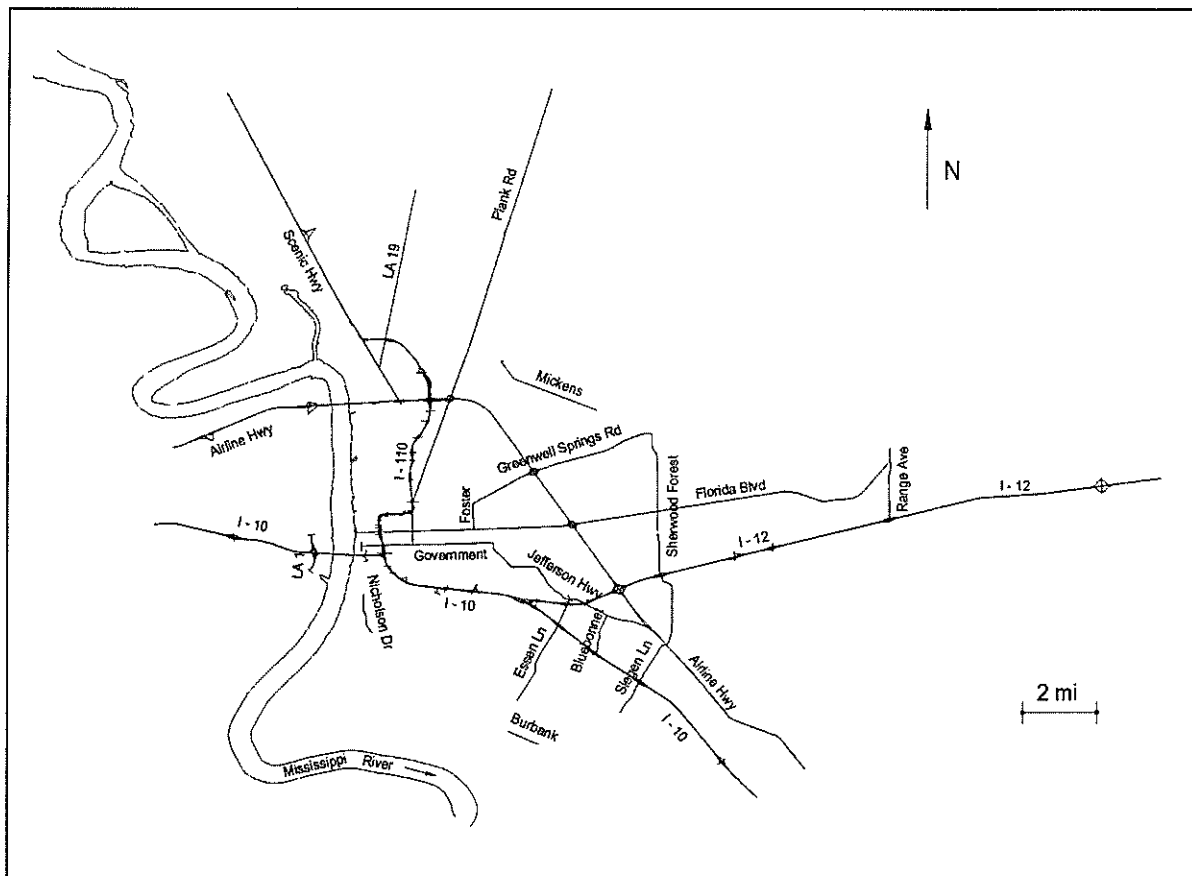 Plank Rd
N
Scenic Hwy
LA 19
Mickens
Airline Hwy
Greenwell Springs Rd
I - 110
Foster
Sherwood Forest
Florida Blvd
Range Ave
I - 12
I - 10
LA 1
Government
Jefferson Hwy
I - 12
Nicholson Dr
I - 10
Essen Ln
Bluebonnet
Siegen Ln
Airline Hwy
2 mi
Burbank
I - 10
Mississippi River